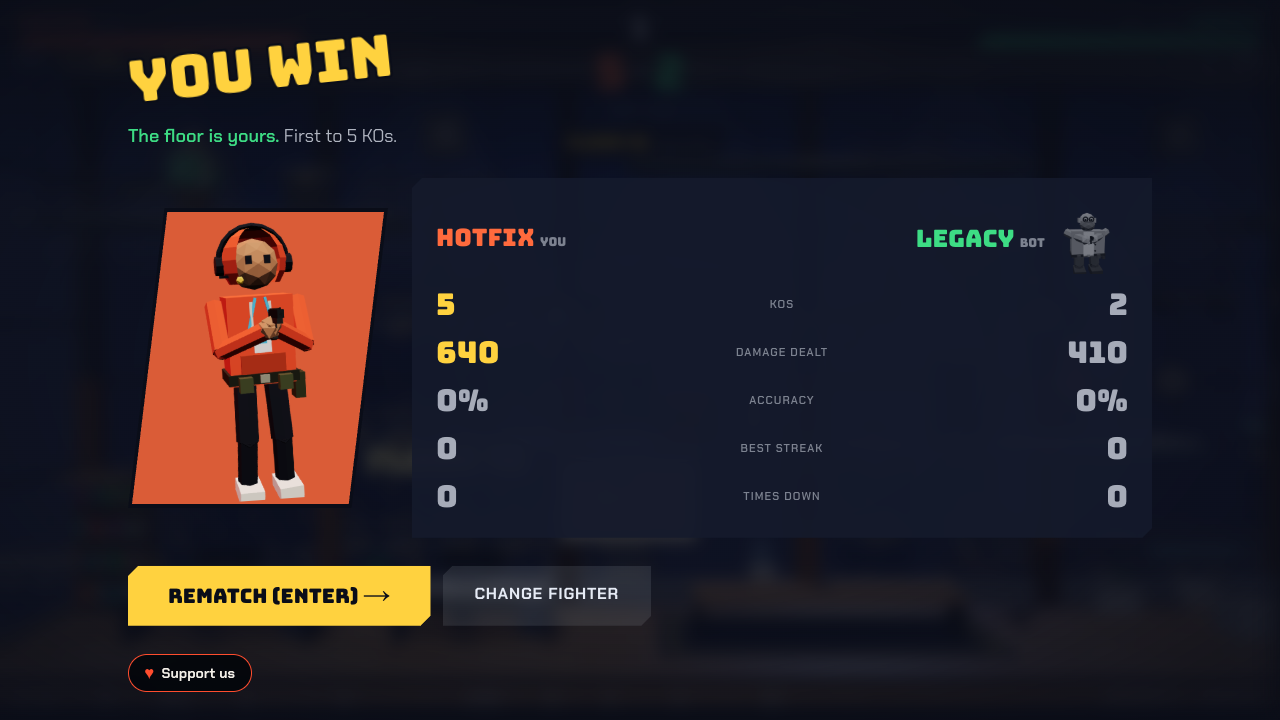 YOU WIN
The floor is yours. First to 5 KOs.
HOTFIX YOU
LEGACY BOT
5 KOS 2
640 DAMAGE DEALT 410
0% ACCURACY 0%
0 BEST STREAK 0
0 TIMES DOWN 0
REMATCH (ENTER) →
CHANGE FIGHTER
♥ Support us